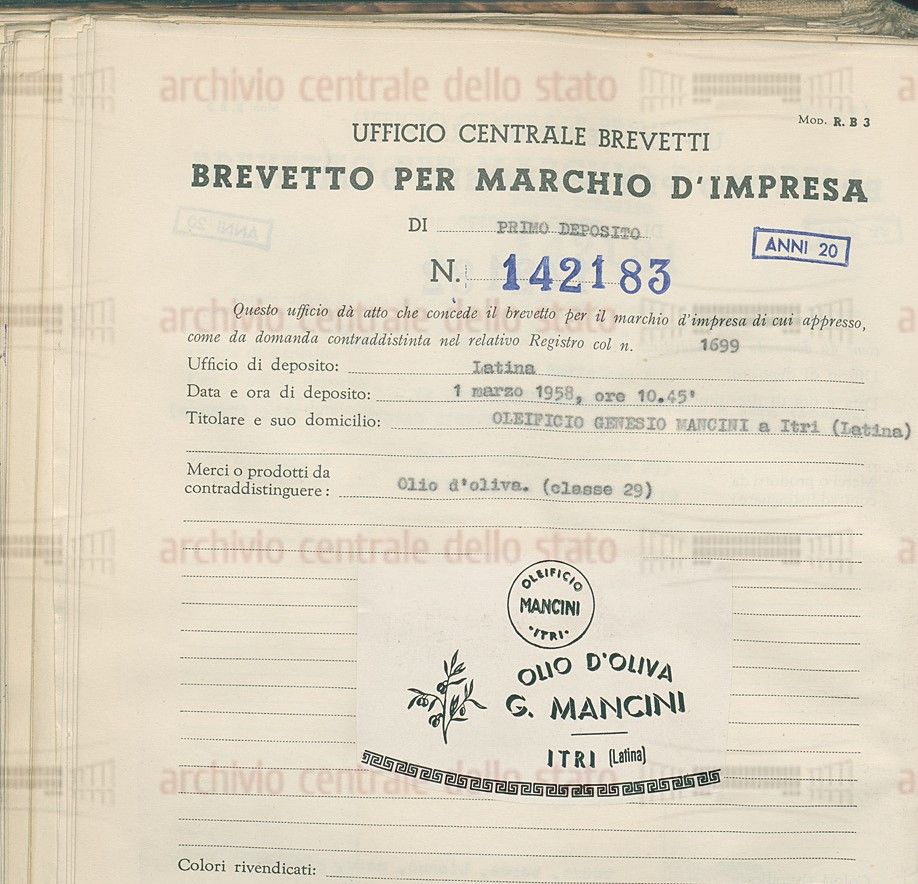 archivio centrale dello stato
Mod. R. B 3
UFFICIO CENTRALE BREVETTI
BREVETTO PER MARCHIO D'IMPRESA
DI PRIMO DEPOSITO
ANNI 20
N. 142183
archivio centrale dello stato
Questo ufficio dà atto che concede il brevetto per il marchio d'impresa di cui appresso,
come da domanda contraddistinta nel relativo Registro col n. 1699
Ufficio di deposito: Latina
Data e ora di deposito: 1 marzo 1958, ore 10.45'
Titolare e suo domicilio: OLEIFICIO GENESIO MANCINI a Itri (Latina)
Merci o prodotti da
contraddistinguere: Olio d'oliva. (classe 29)
archivio centrale dello stato
OLEIFICIO
MANCINI
·ITRI·
OLIO D'OLIVA
G. MANCINI
ITRI (Latina)
archivio centrale dello stato
Colori rivendicati: